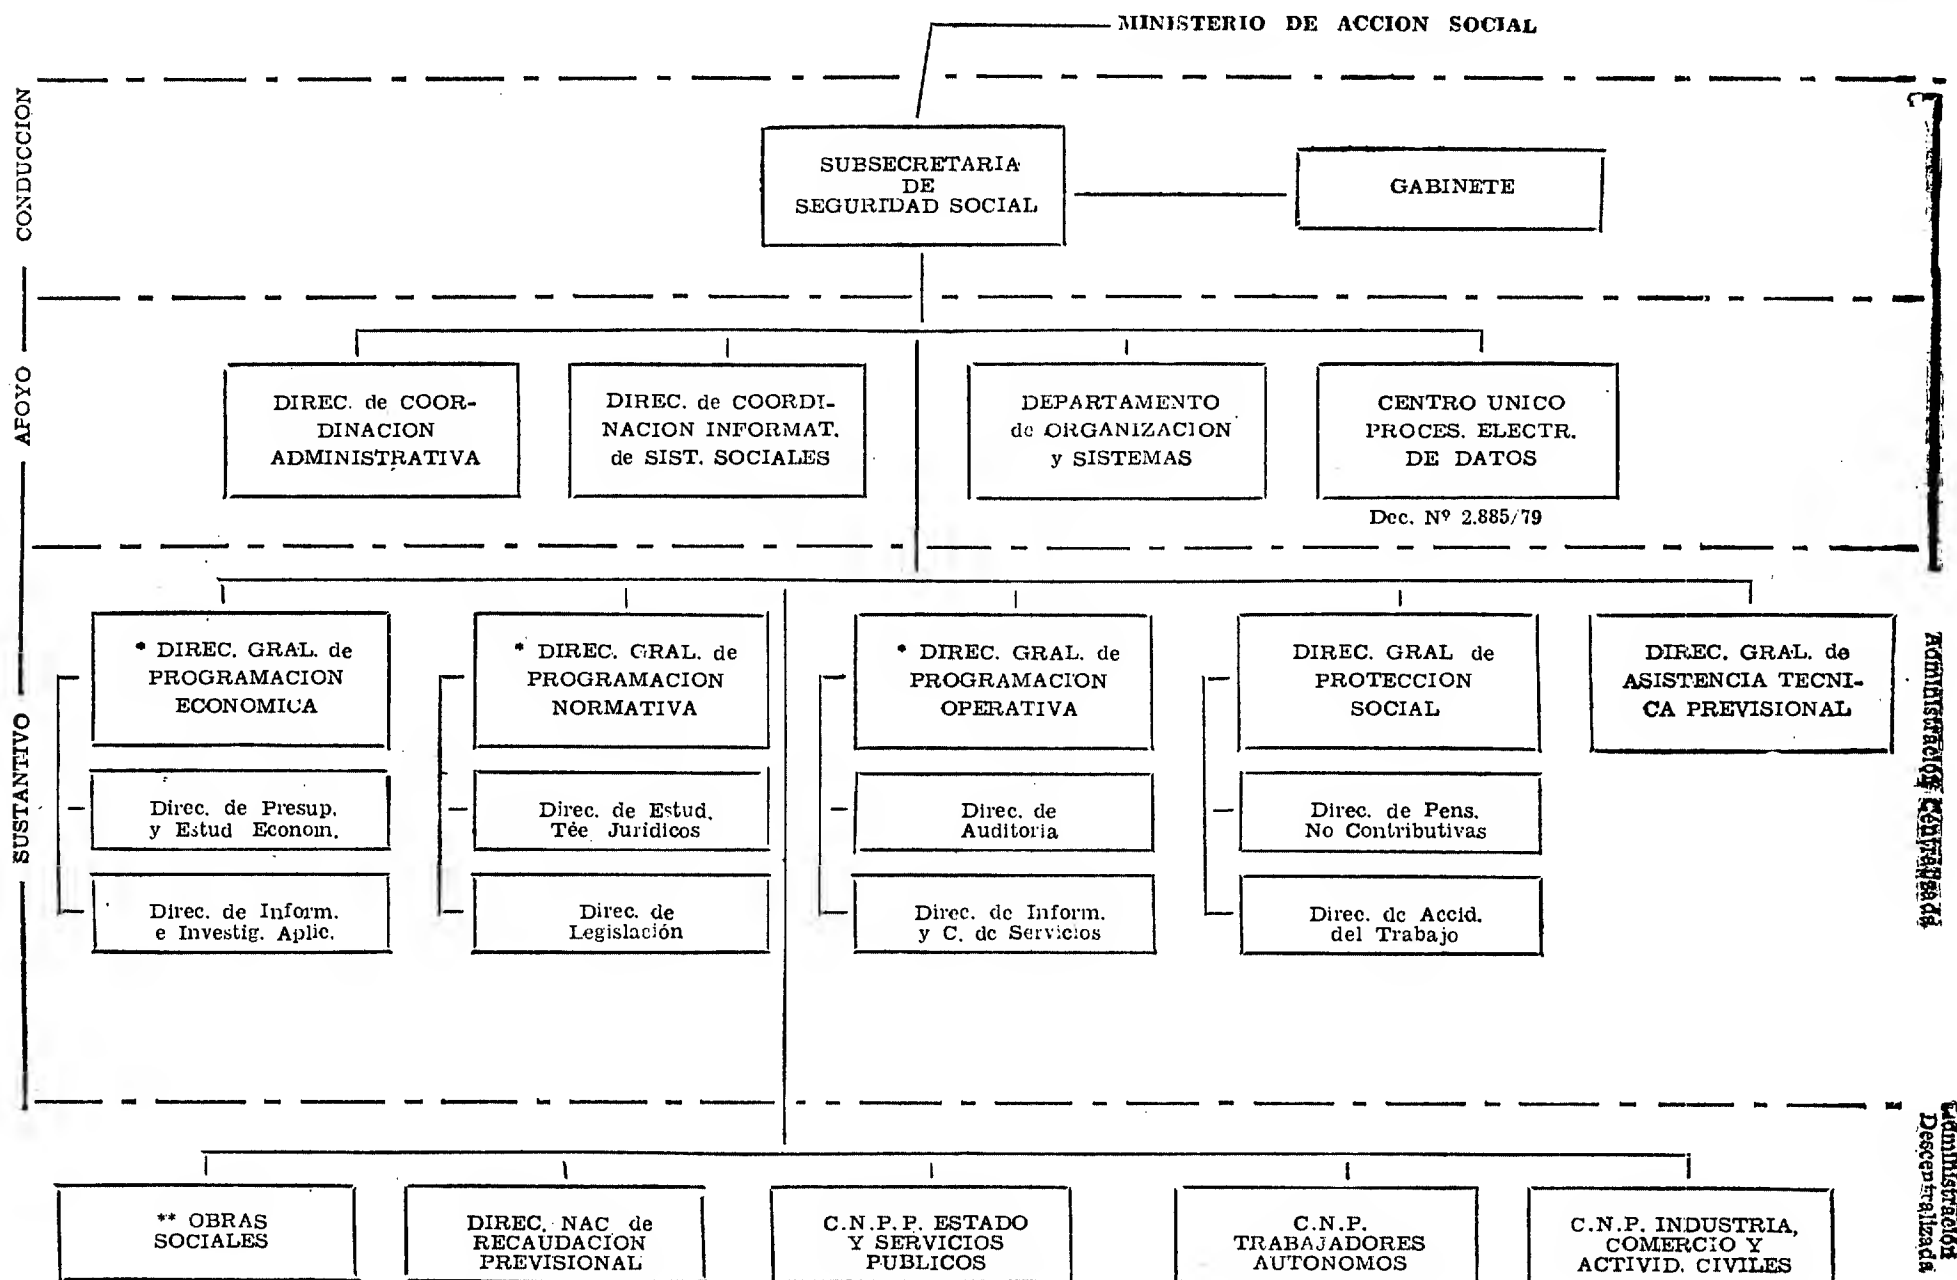 MINISTERIO DE ACCION SOCIAL
CONDUCCION
SUBSECRETARIA
DE
SEGURIDAD SOCIAL
GABINETE
APOYO
DIREC. de COOR-
DINACION
ADMINISTRATIVA
DIREC. de COORDI-
NACION INFORMAT.
de SIST. SOCIALES
DEPARTAMENTO
de ORGANIZACION
y SISTEMAS
CENTRO UNICO
PROCES. ELECTR.
DE DATOS
Dec. Nº 2.885/79
SUSTANTIVO
* DIREC. GRAL. de
PROGRAMACION
ECONOMICA
* DIREC. GRAL. de
PROGRAMACION
NORMATIVA
* DIREC. GRAL. de
PROGRAMACION
OPERATIVA
DIREC. GRAL de
PROTECCION
SOCIAL
DIREC. GRAL. de
ASISTENCIA TECNI-
CA PREVISIONAL
Direc. de Presup.
y Estud Econom.
Direc. de Estud.
Tée Jurídicos
Direc. de
Auditoria
Direc. de Pens.
No Contributivas
Direc. de Inform.
e Investig. Aplic.
Direc. de
Legislación
Direc. de Inform.
y C. de Servicios
Direc. de Accid.
del Trabajo
Administración Centralizada
Administración
Descentralizada
** OBRAS
SOCIALES
DIREC. NAC de
RECAUDACION
PREVISIONAL
C.N.P.P. ESTADO
Y SERVICIOS
PUBLICOS
C.N.P.
TRABAJADORES
AUTONOMOS
C.N.P. INDUSTRIA,
COMERCIO Y
ACTIVID. CIVILES